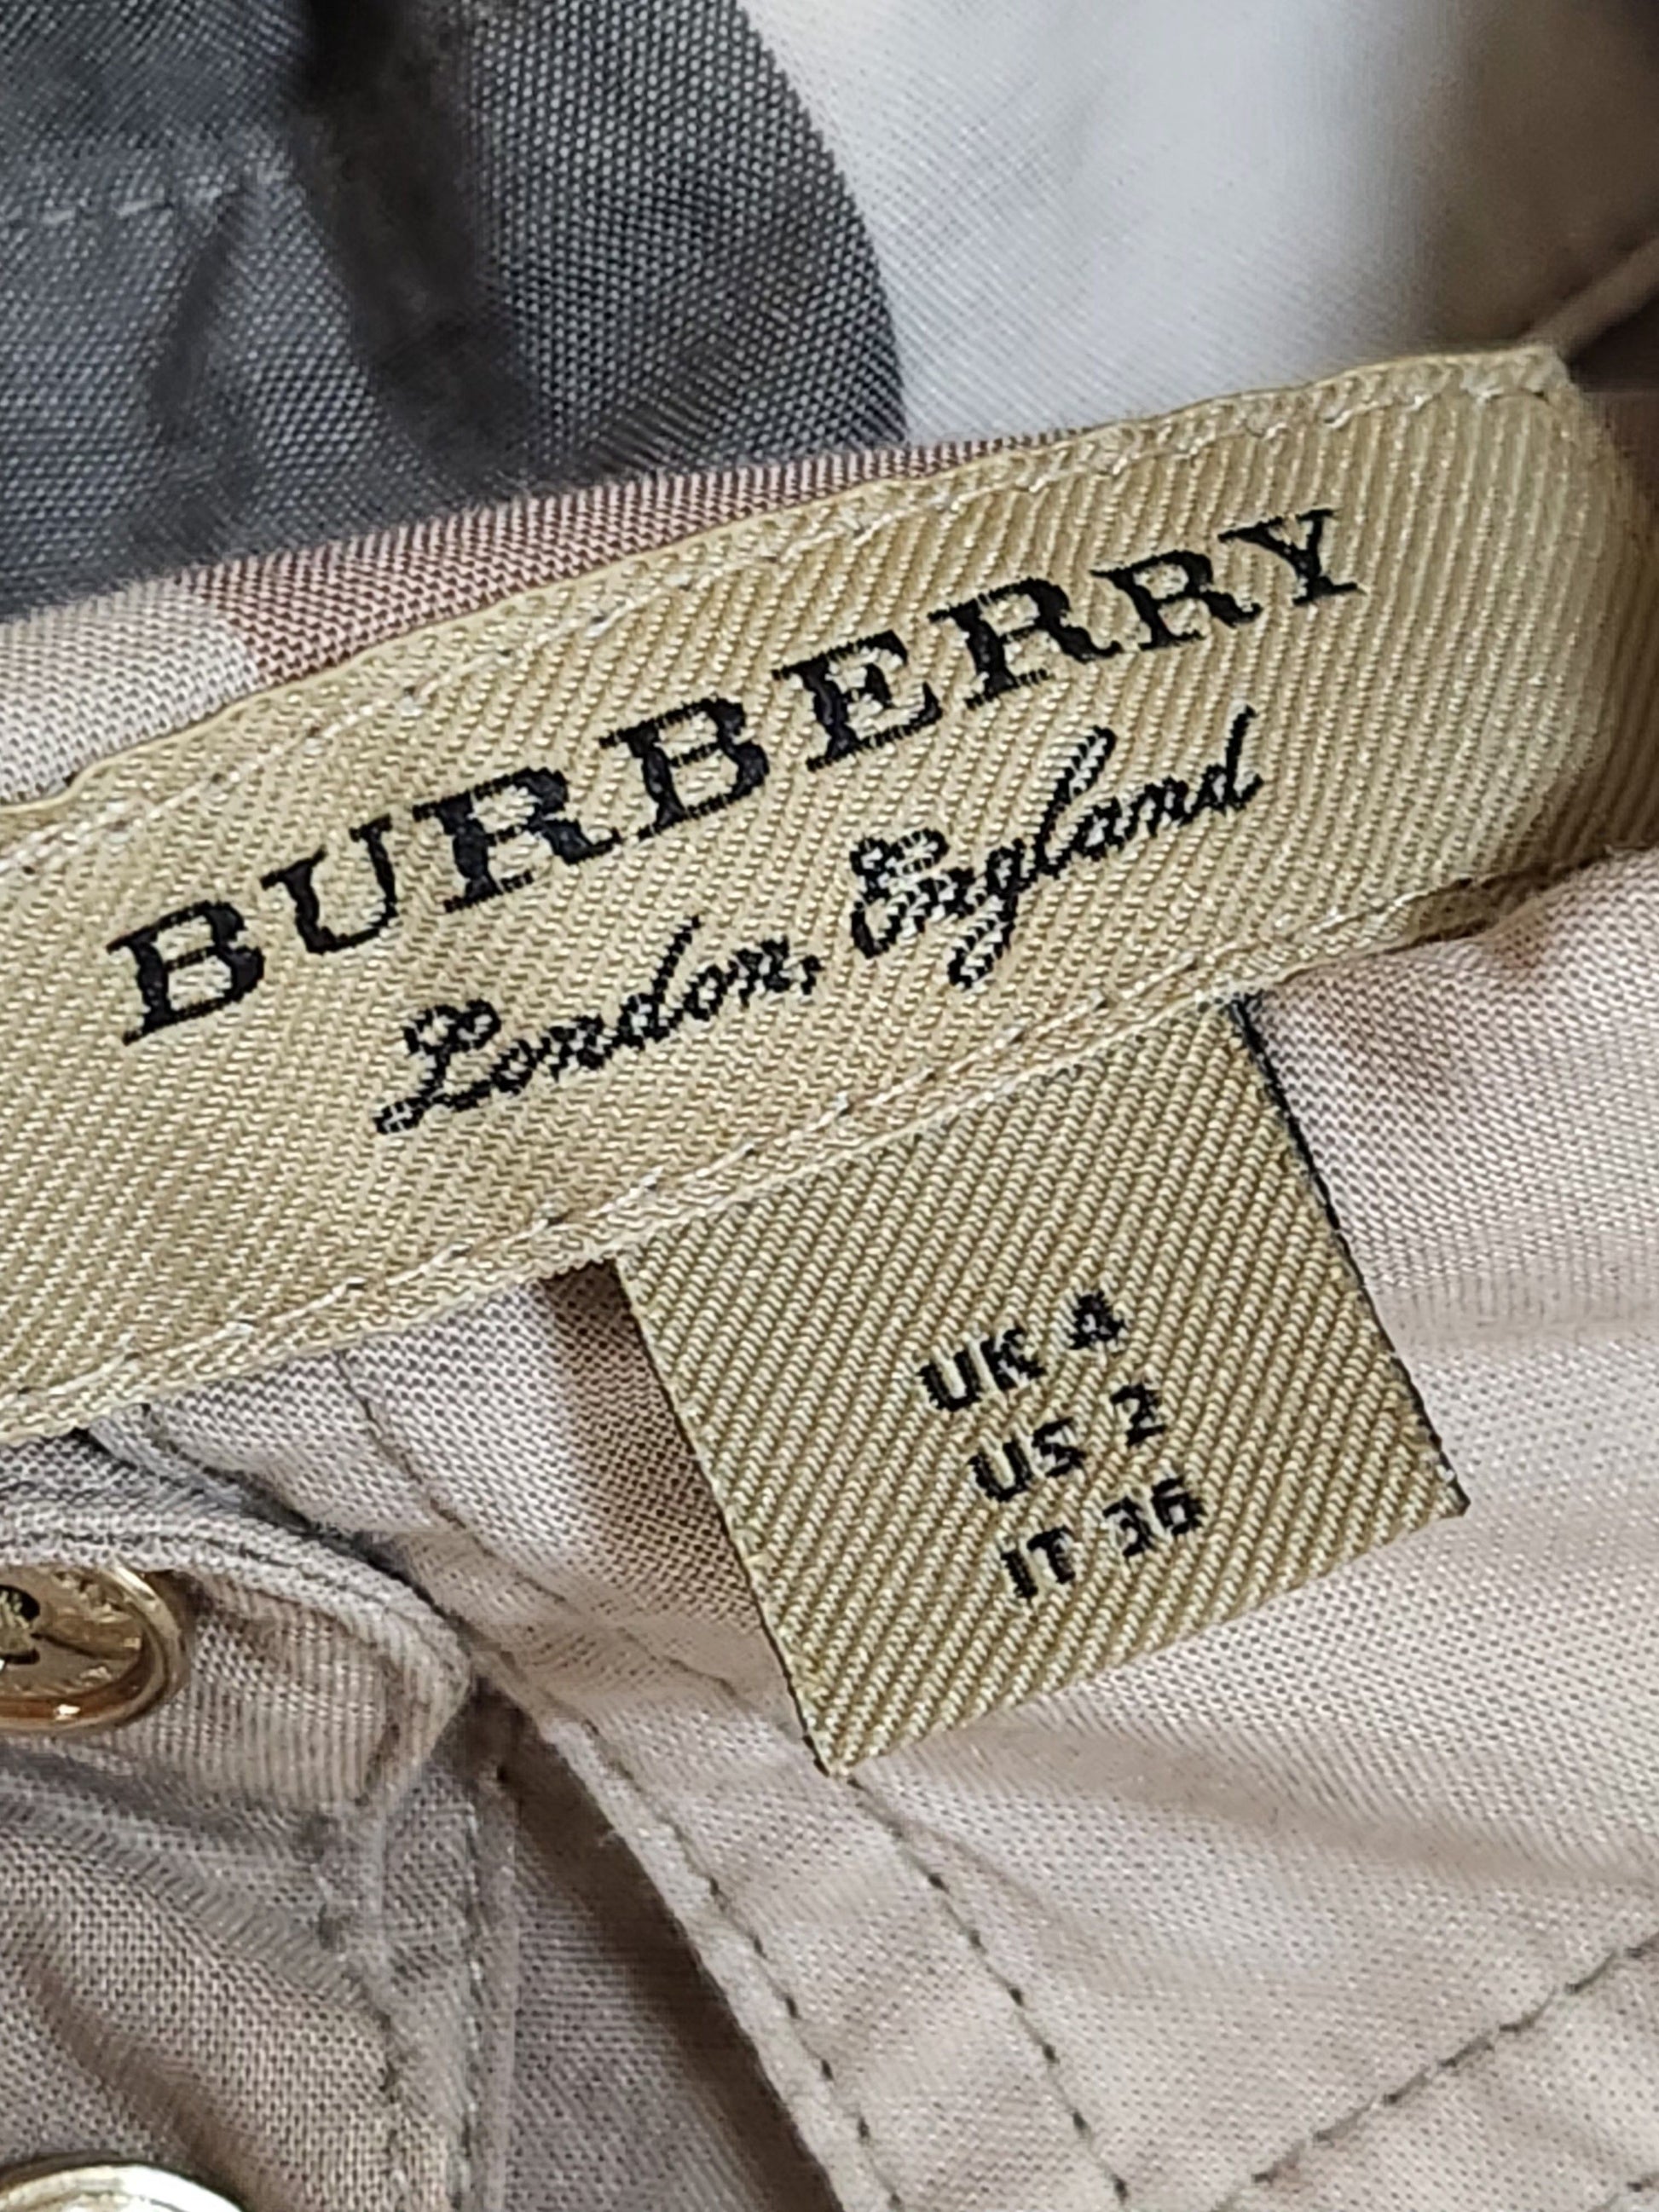 BURBERRY
London, England
UK 4
US 2
IT 36